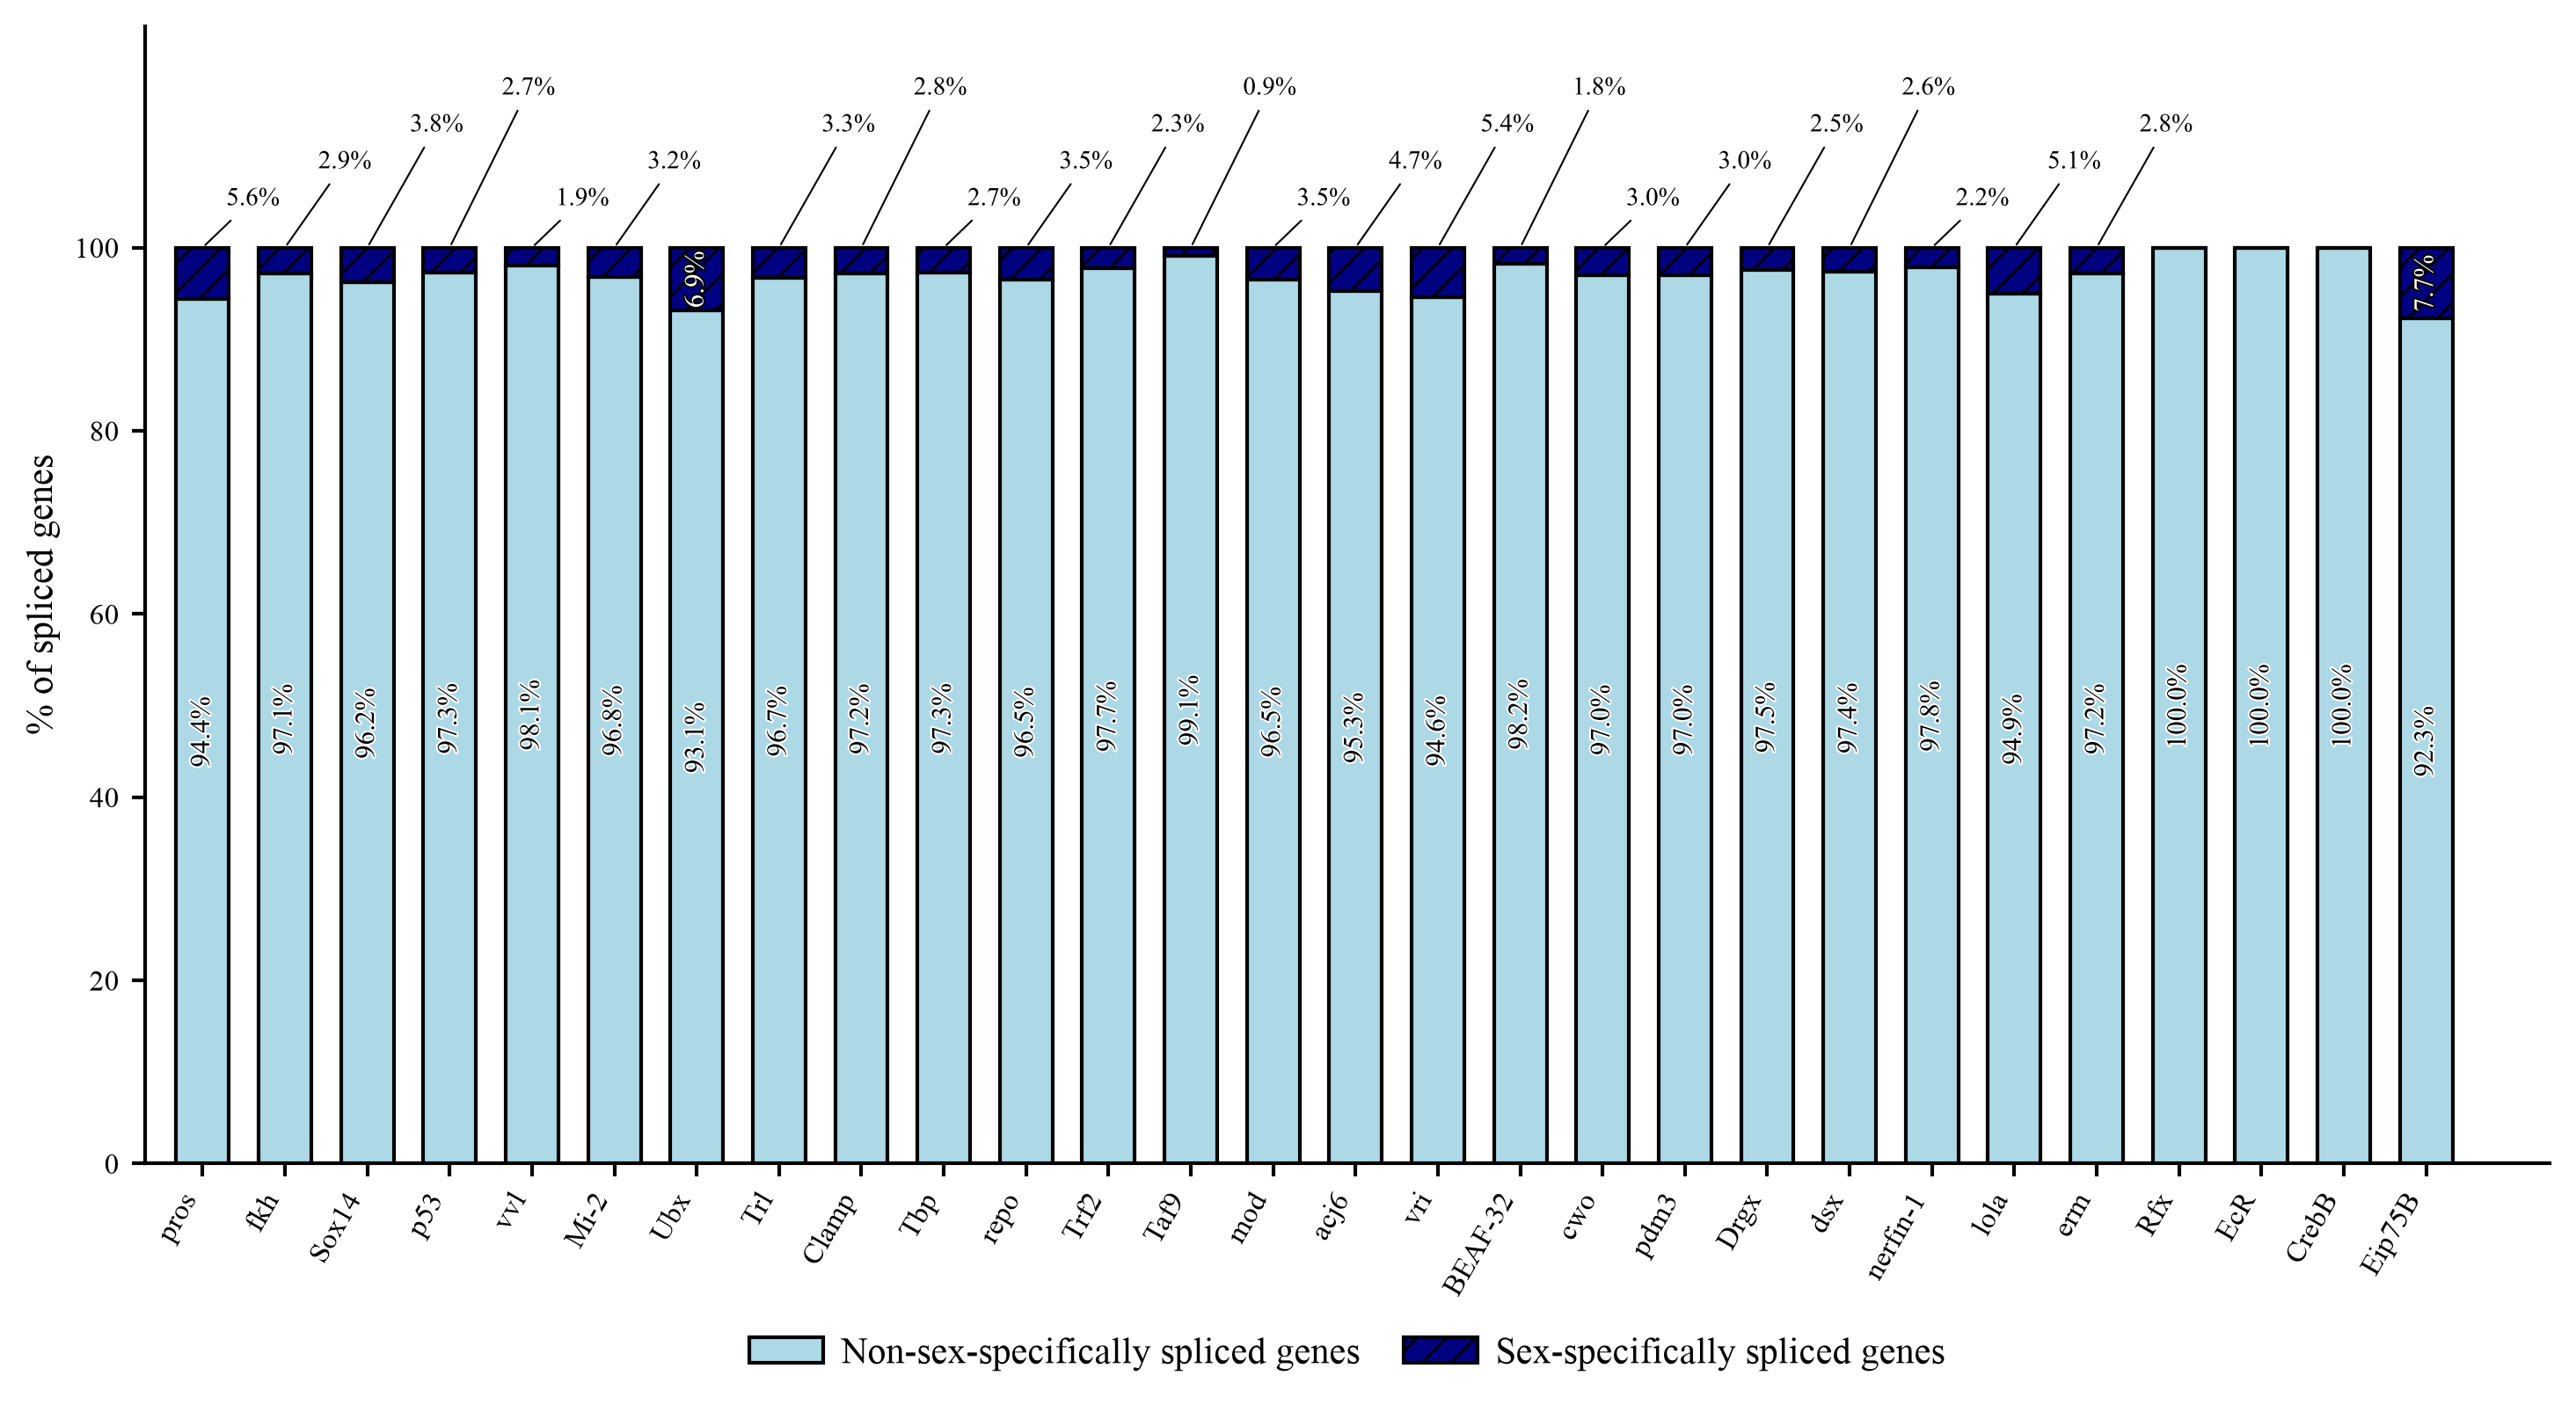 2.7% 2.8% 0.9% 1.8% 2.6%
3.8% 3.3% 2.3% 5.4% 2.5% 2.8%
2.9% 3.2% 3.5% 4.7% 3.0% 5.1%
5.6% 1.9% 2.7% 3.5% 3.0% 2.2%
6.9% 7.7%
100
80
60
40
20
0
% of spliced genes
94.4% 97.1% 96.2% 97.3% 98.1% 96.8% 93.1% 96.7% 97.2% 97.3% 96.5% 97.7% 99.1% 96.5% 95.3% 94.6% 98.2% 97.0% 97.0% 97.5% 97.4% 97.8% 94.9% 97.2% 100.0% 100.0% 100.0% 92.3%
pros fkh Sox14 p53 vvl Mi-2 Ubx Trl Clamp Tbp repo Trf2 Taf9 mod acj6 vri BEAF-32 cwo pdm3 Drgx dsx nerfin-1 lola erm Rfx EcR CrebB Eip75B
Non-sex-specifically spliced genes Sex-specifically spliced genes